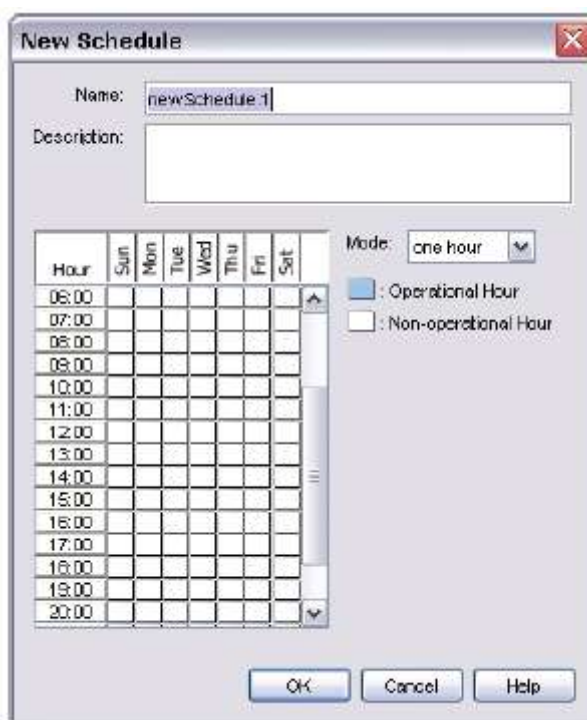 New Schedule
Name: newSchedule 1
Description:
Hour Sun Mon Tue Wed Thu Fri Sat
Mode: one hour
: Operational Hour
: Non-operational Hour
06:00
07:00
08:00
09:00
10:00
11:00
12:00
13:00
14:00
15:00
16:00
17:00
18:00
19:00
20:00
OK Cancel Help